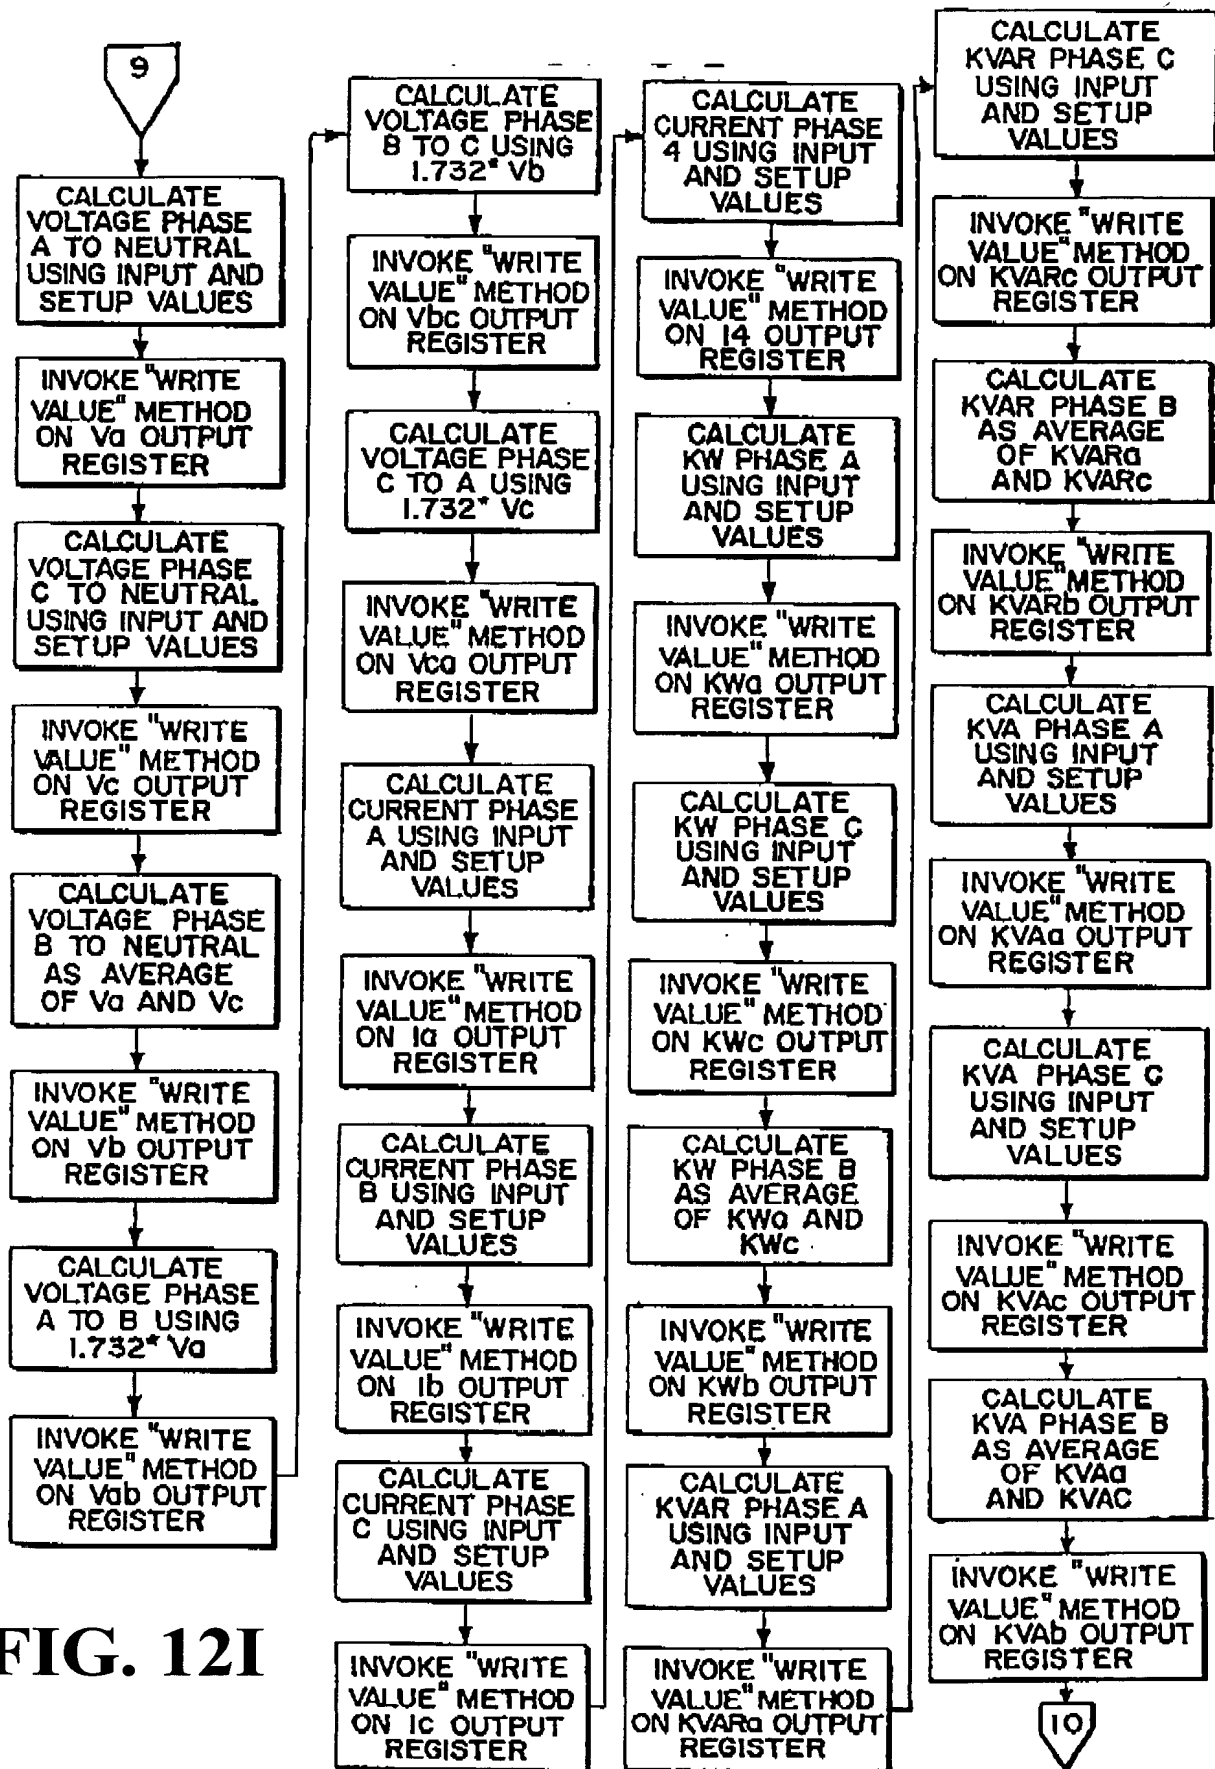 9
CALCULATE
VOLTAGE PHASE
A TO NEUTRAL
USING INPUT AND
SETUP VALUES
INVOKE "WRITE
VALUE" METHOD
ON Va OUTPUT
REGISTER
CALCULATE
VOLTAGE PHASE
C TO NEUTRAL
USING INPUT AND
SETUP VALUES
INVOKE "WRITE
VALUE" METHOD
ON Vc OUTPUT
REGISTER
CALCULATE
VOLTAGE PHASE
B TO NEUTRAL
AS AVERAGE
OF Va AND Vc
INVOKE "WRITE
VALUE" METHOD
ON Vb OUTPUT
REGISTER
CALCULATE
VOLTAGE PHASE
A TO B USING
1.732* Va
INVOKE "WRITE
VALUE" METHOD
ON Vab OUTPUT
REGISTER
CALCULATE
VOLTAGE PHASE
B TO C USING
1.732* Vb
INVOKE "WRITE
VALUE" METHOD
ON Vbc OUTPUT
REGISTER
CALCULATE
VOLTAGE PHASE
C TO A USING
1.732* Vc
INVOKE "WRITE
VALUE" METHOD
ON Vca OUTPUT
REGISTER
CALCULATE
CURRENT PHASE
A USING INPUT
AND SETUP
VALUES
INVOKE "WRITE
VALUE" METHOD
ON Ia OUTPUT
REGISTER
CALCULATE
CURRENT PHASE
B USING INPUT
AND SETUP
VALUES
INVOKE "WRITE
VALUE" METHOD
ON Ib OUTPUT
REGISTER
CALCULATE
CURRENT PHASE
C USING INPUT
AND SETUP
VALUES
INVOKE "WRITE
VALUE" METHOD
ON Ic OUTPUT
REGISTER
CALCULATE
CURRENT PHASE
4 USING INPUT
AND SETUP
VALUES
INVOKE "WRITE
VALUE" METHOD
ON I4 OUTPUT
REGISTER
CALCULATE
KW PHASE A
USING INPUT
AND SETUP
VALUES
INVOKE "WRITE
VALUE" METHOD
ON KWa OUTPUT
REGISTER
CALCULATE
KW PHASE C
USING INPUT
AND SETUP
VALUES
INVOKE "WRITE
VALUE" METHOD
ON KWc OUTPUT
REGISTER
CALCULATE
KW PHASE B
AS AVERAGE
OF KWa AND
KWc
INVOKE "WRITE
VALUE" METHOD
ON KWb OUTPUT
REGISTER
CALCULATE
KVAR PHASE A
USING INPUT
AND SETUP
VALUES
INVOKE "WRITE
VALUE" METHOD
ON KVARa OUTPUT
REGISTER
CALCULATE
KVAR PHASE C
USING INPUT
AND SETUP
VALUES
INVOKE "WRITE
VALUE" METHOD
ON KVARc OUTPUT
REGISTER
CALCULATE
KVAR PHASE B
AS AVERAGE
OF KVARa
AND KVARc
INVOKE "WRITE
VALUE" METHOD
ON KVARb OUTPUT
REGISTER
CALCULATE
KVA PHASE A
USING INPUT
AND SETUP
VALUES
INVOKE "WRITE
VALUE" METHOD
ON KVAa OUTPUT
REGISTER
CALCULATE
KVA PHASE C
USING INPUT
AND SETUP
VALUES
INVOKE "WRITE
VALUE" METHOD
ON KVAc OUTPUT
REGISTER
CALCULATE
KVA PHASE B
AS AVERAGE
OF KVAa
AND KVAC
INVOKE "WRITE
VALUE" METHOD
ON KVAb OUTPUT
REGISTER
10
FIG. 12I